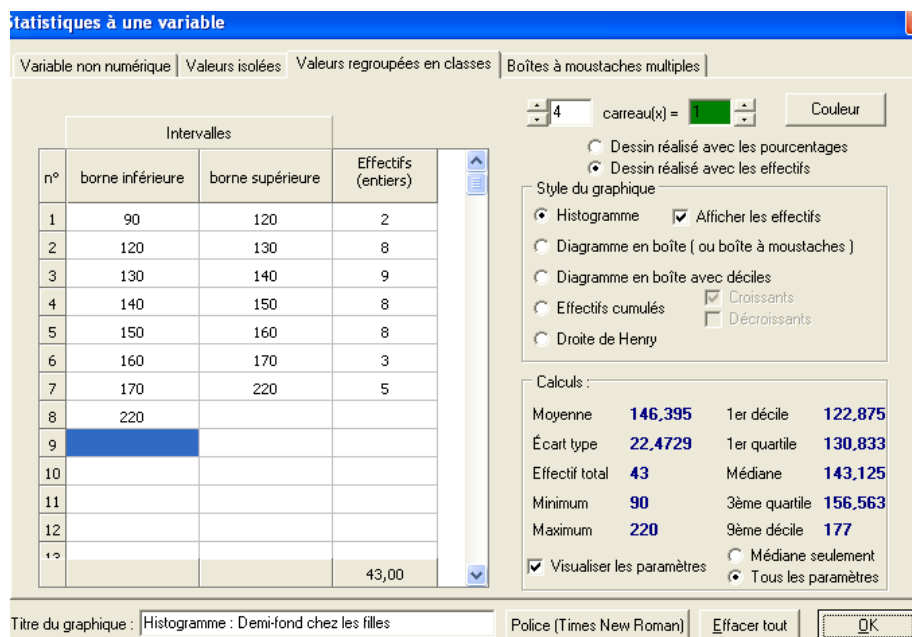 Statistiques à une variable
Variable non numérique Valeurs isolées Valeurs regroupées en classes Boîtes à moustaches multiples
4 carreau(x) = 1 Couleur
Intervalles
Dessin réalisé avec les pourcentages
Dessin réalisé avec les effectifs
n° borne inférieure borne supérieure Effectifs (entiers)
1 90 120 2
2 120 130 8
3 130 140 9
4 140 150 8
5 150 160 8
6 160 170 3
7 170 220 5
8 220
9
10
11
12
13
43,00
Style du graphique
Histogramme Afficher les effectifs
Diagramme en boîte ( ou boîte à moustaches )
Diagramme en boîte avec déciles
Effectifs cumulés Croissants
Décroissants
Droite de Henry
Calculs :
Moyenne 146,395 1er décile 122,875
Écart type 22,4729 1er quartile 130,833
Effectif total 43 Médiane 143,125
Minimum 90 3ème quartile 156,563
Maximum 220 9ème décile 177
Visualiser les paramètres Médiane seulement
Tous les paramètres
Titre du graphique : Histogramme : Demi-fond chez les filles Police (Times New Roman) Effacer tout OK